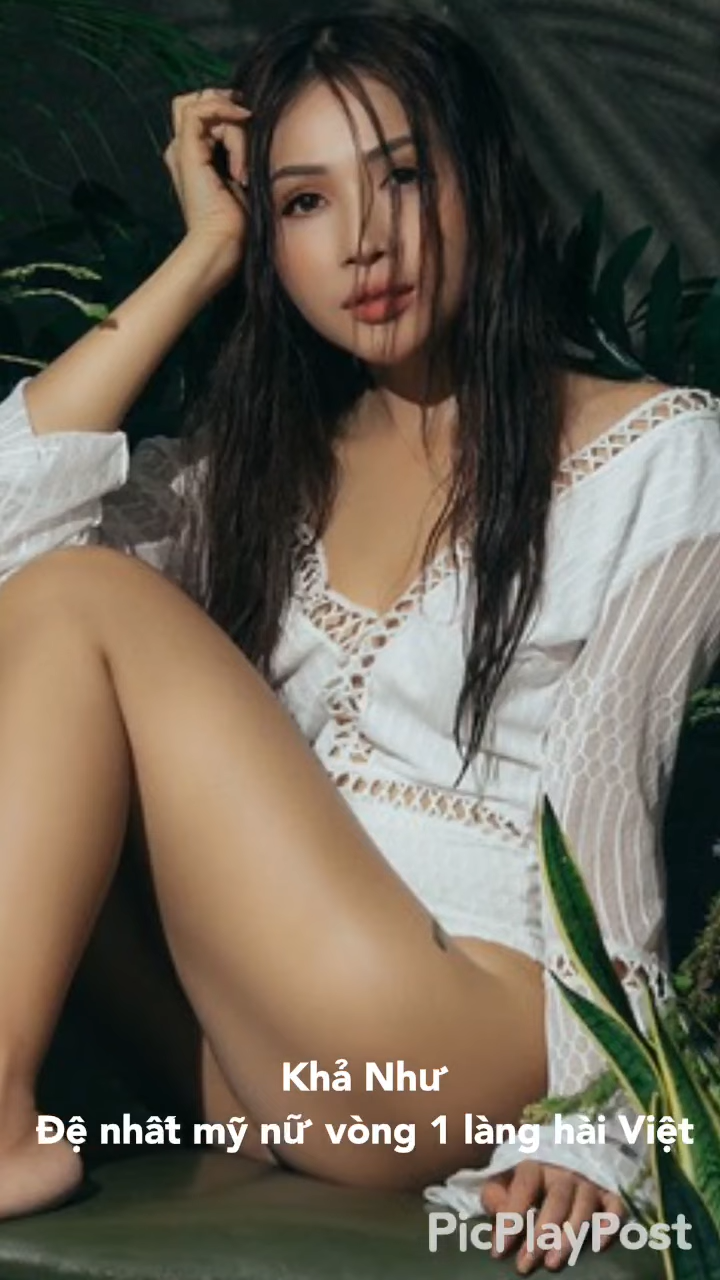 Khả Như
Đệ nhất mỹ nữ vòng 1 làng hài Việt
PicPlayPost